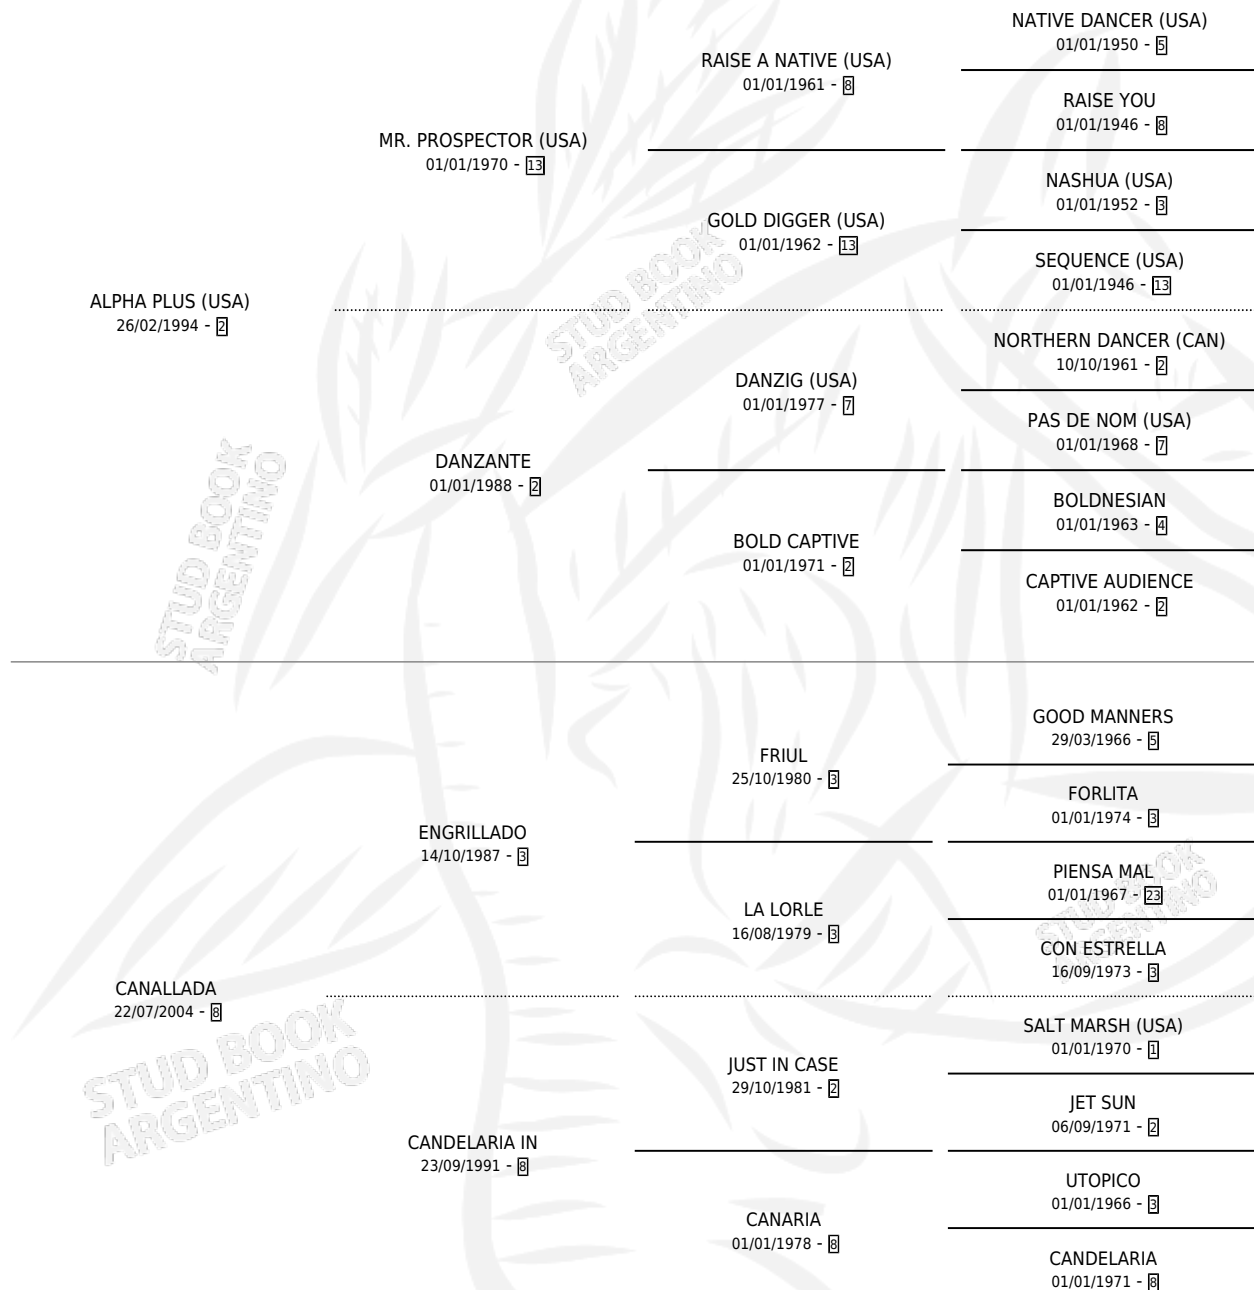 NATIVE DANCER (USA)
01/01/1950 - 5
RAISE A NATIVE (USA)
01/01/1961 - 8
RAISE YOU
01/01/1946 - 8
MR. PROSPECTOR (USA)
01/01/1970 - 13
NASHUA (USA)
01/01/1952 - 3
GOLD DIGGER (USA)
01/01/1962 - 13
SEQUENCE (USA)
01/01/1946 - 13
ALPHA PLUS (USA)
26/02/1994 - 2
STUD BOOK
ARGENTINO
NORTHERN DANCER (CAN)
10/10/1961 - 2
DANZIG (USA)
01/01/1977 - 7
PAS DE NOM (USA)
01/01/1968 - 7
DANZANTE
01/01/1988 - 2
BOLDNESIAN
01/01/1963 - 4
BOLD CAPTIVE
01/01/1971 - 2
CAPTIVE AUDIENCE
01/01/1962 - 2
STUD BOOK
ARGENTINO
GOOD MANNERS
29/03/1966 - 5
FRIUL
25/10/1980 - 3
FORLITA
01/01/1974 - 3
ENGRILLADO
14/10/1987 - 3
PIENSA MAL
01/01/1967 - 23
LA LORLE
16/08/1979 - 3
CON ESTRELLA
16/09/1973 - 3
STUD BOOK
ARGENTINO
CANALLADA
22/07/2004 - 8
SALT MARSH (USA)
01/01/1970 - 1
JUST IN CASE
29/10/1981 - 2
JET SUN
06/09/1971 - 2
STUD BOOK
ARGENTINO
CANDELARIA IN
23/09/1991 - 8
UTOPICO
01/01/1966 - 3
CANARIA
01/01/1978 - 8
CANDELARIA
01/01/1971 - 8